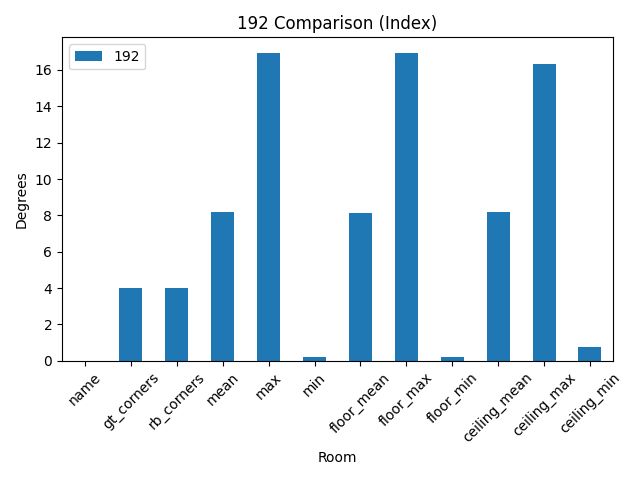 192 Comparison (Index)
192
Degrees
16
14
12
10
8
6
4
2
0
name
gt_corners
rb_corners
mean
max
min
floor_mean
floor_max
floor_min
ceiling_mean
ceiling_max
ceiling_min
Room